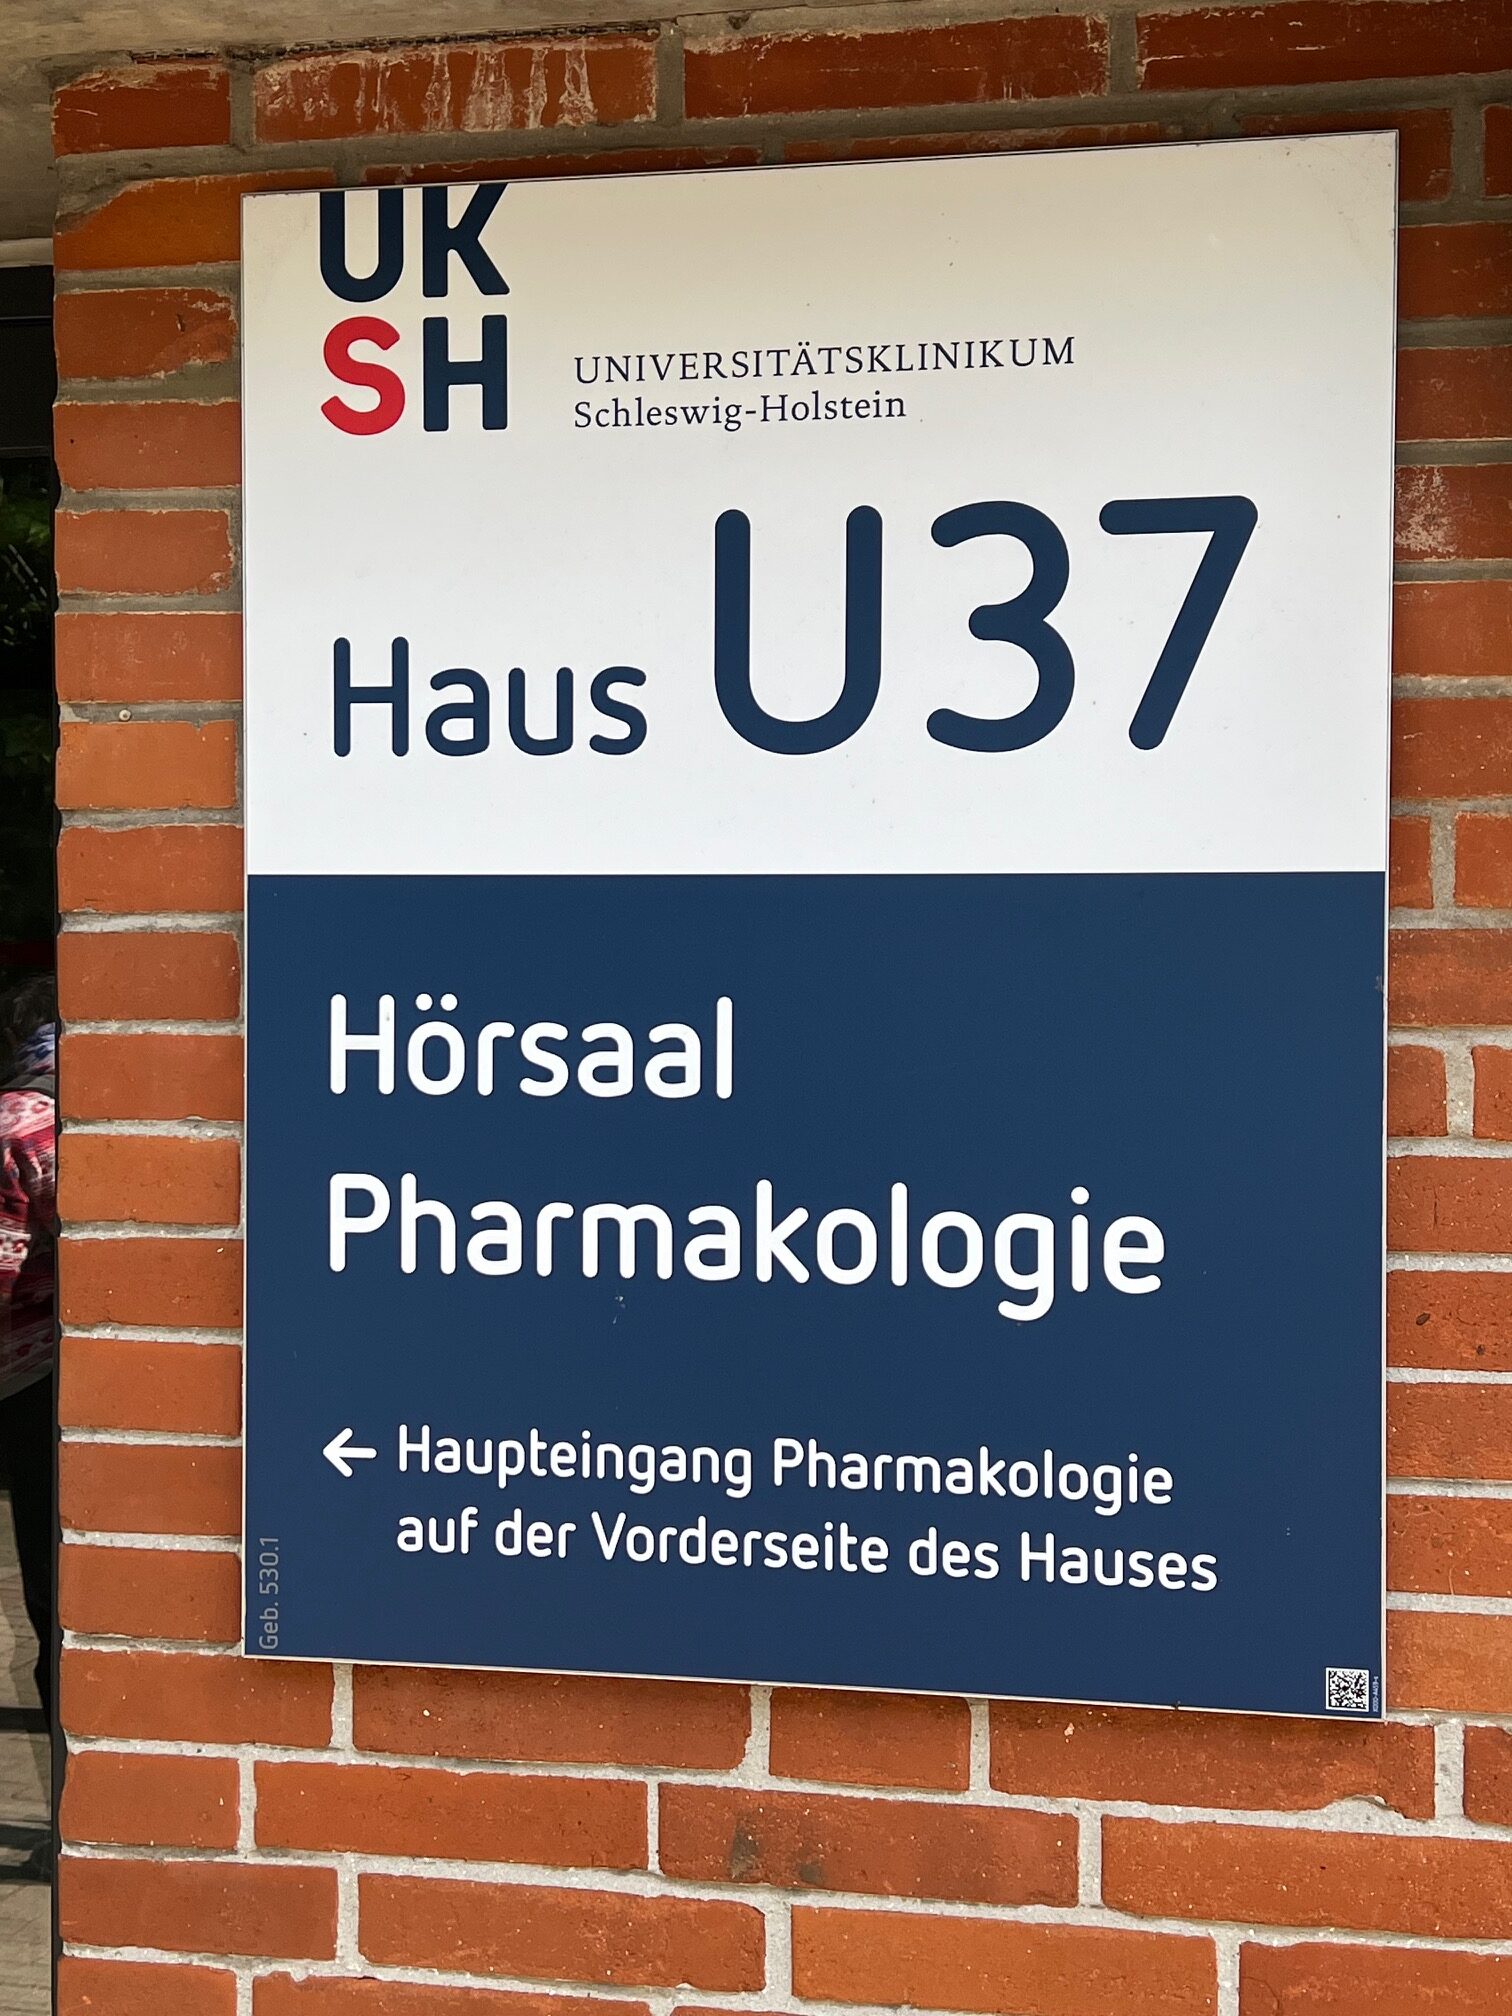 UK
SH
UNIVERSITÄTSKLINIKUM
Schleswig-Holstein
Haus U37
Hörsaal
Pharmakologie
← Haupteingang Pharmakologie
auf der Vorderseite des Hauses
Geb. 530.1